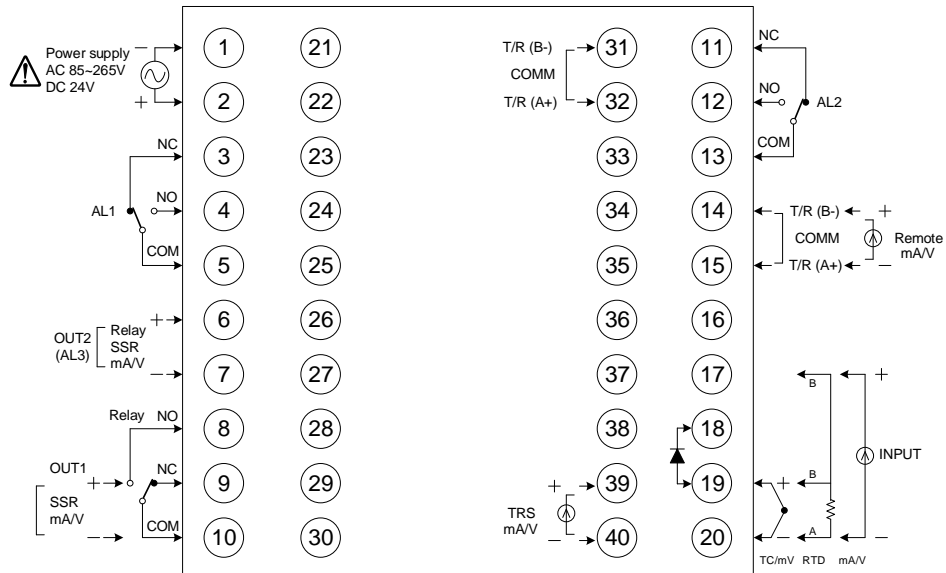 Power supply
AC 85~265V
DC 24V
−
+
1
21
T/R (B-)
31
11
NC
COMM
2
22
T/R (A+)
32
12
NO
AL2
NC
3
23
33
13
COM
AL1
NO
4
24
34
14
T/R (B-)
+
COMM
Remote
mA/V
COM
5
25
35
15
T/R (A+)
−
OUT2
(AL3)
Relay
SSR
mA/V
+
−
6
26
36
16
7
27
37
17
B
+
Relay
NO
8
28
38
18
INPUT
OUT1
+
NC
9
29
+
39
19
+
B
SSR
mA/V
TRS
mA/V
−
COM
10
30
−
40
20
−
A
−
TC/mV
RTD
mA/V